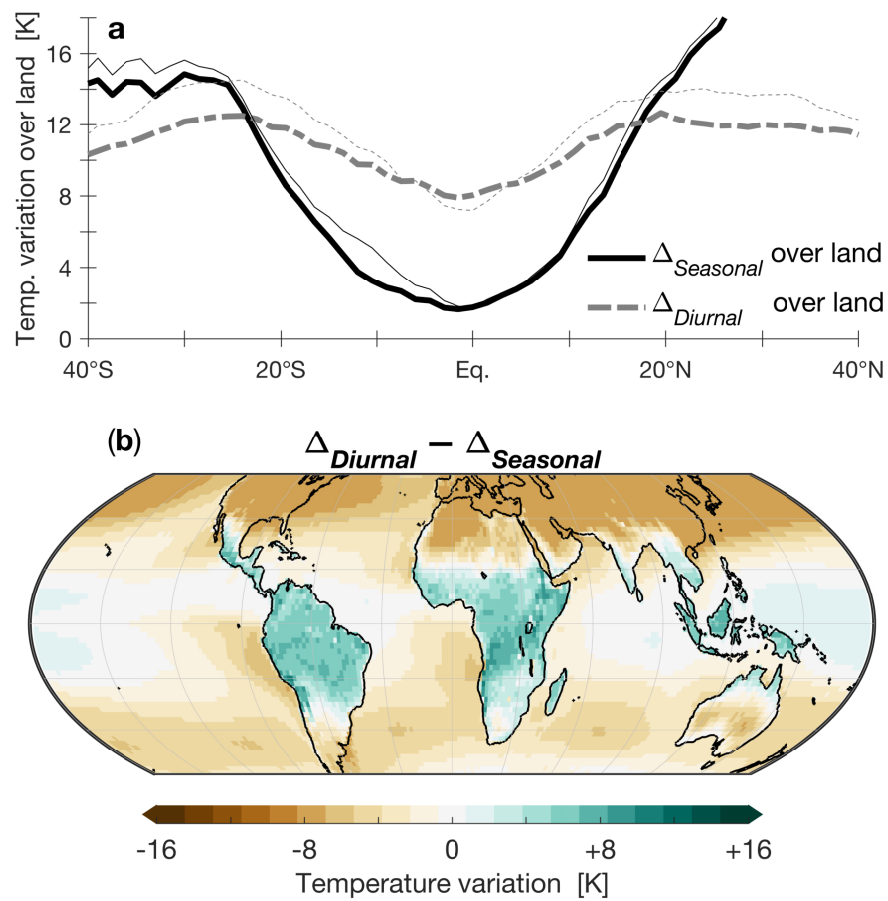 a
Temp. variation over land [K]
16
12
8
4
0
40°S
20°S
Eq.
20°N
40°N
Δ Seasonal over land
Δ Diurnal over land
(b)
Δ Diurnal − Δ Seasonal
-16
-8
0
+8
+16
Temperature variation [K]